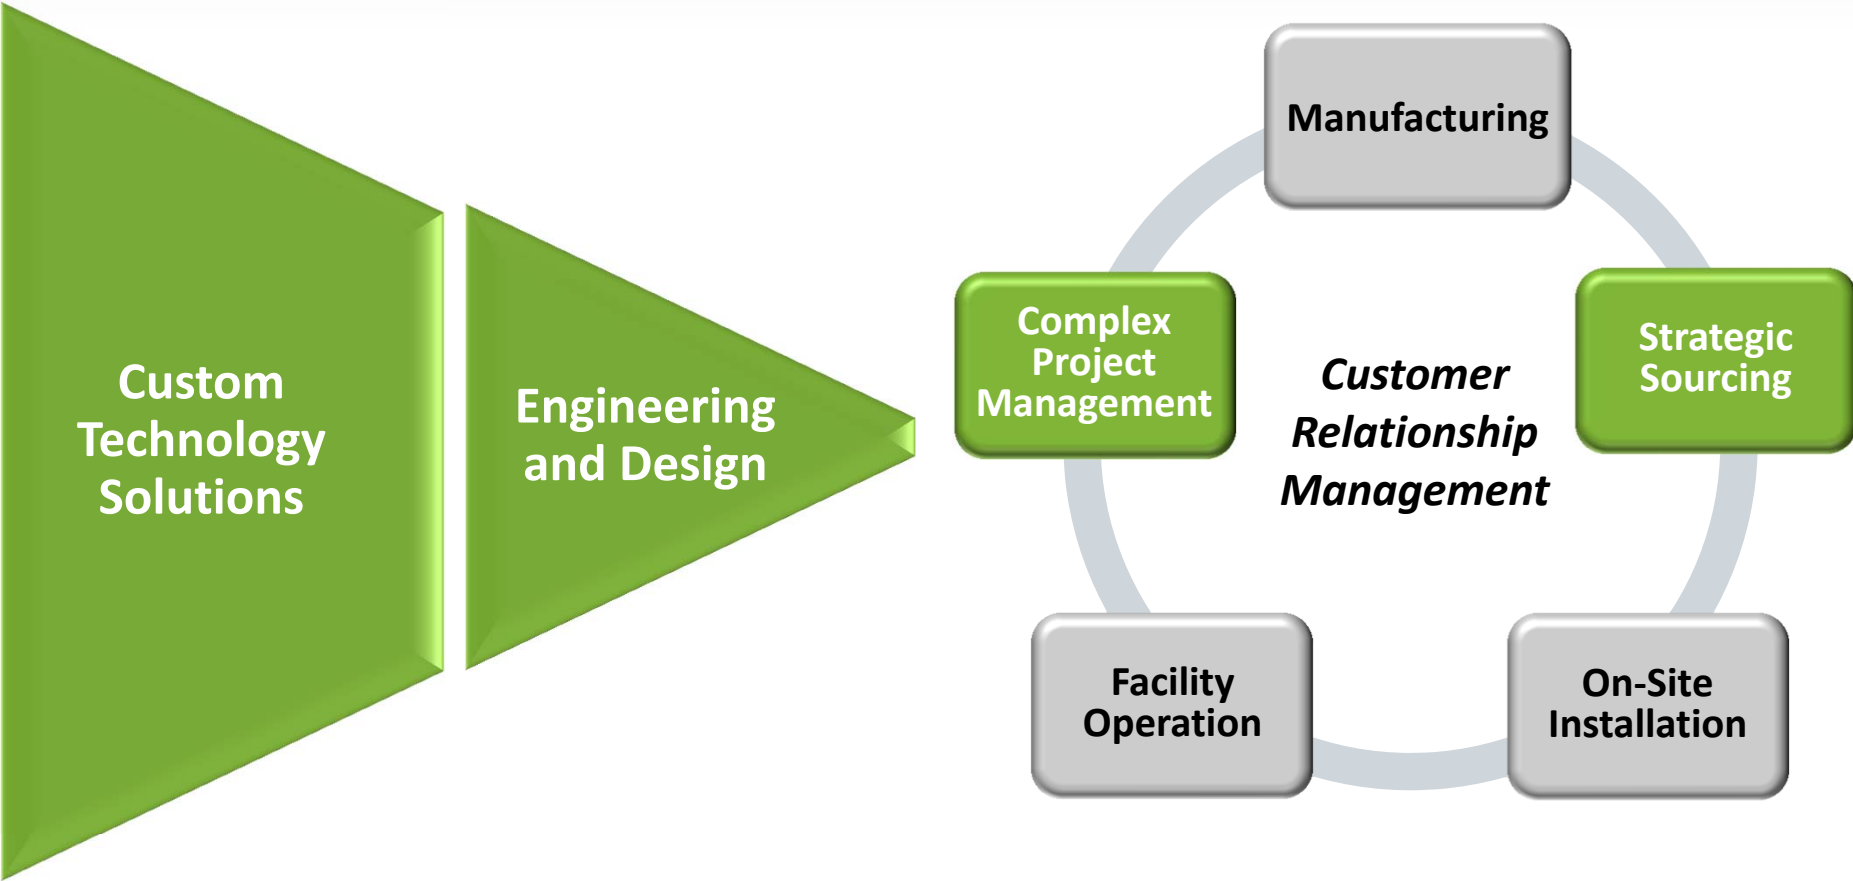 Custom
Technology
Solutions
Engineering
and Design
Manufacturing
Complex
Project
Management
Strategic
Sourcing
Customer
Relationship
Management
Facility
Operation
On-Site
Installation